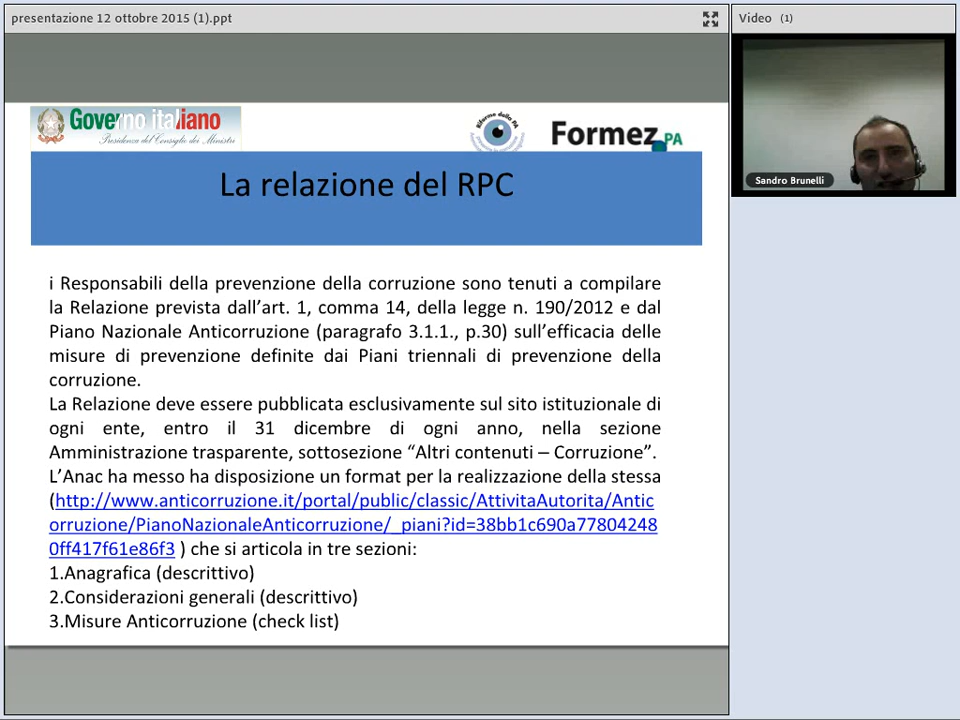 presentazione 12 ottobre 2015 (1).ppt
Video (1)
Governo italiano
Presidenza del Consiglio dei Ministri
Riforme della PA
Formez PA
Sandro Brunelli
La relazione del RPC
i Responsabili della prevenzione della corruzione sono tenuti a compilare
la Relazione prevista dall’art. 1, comma 14, della legge n. 190/2012 e dal
Piano Nazionale Anticorruzione (paragrafo 3.1.1., p.30) sull’efficacia delle
misure di prevenzione definite dai Piani triennali di prevenzione della
corruzione.
La Relazione deve essere pubblicata esclusivamente sul sito istituzionale di
ogni ente, entro il 31 dicembre di ogni anno, nella sezione
Amministrazione trasparente, sottosezione “Altri contenuti – Corruzione”.
L’Anac ha messo ha disposizione un format per la realizzazione della stessa
(http://www.anticorruzione.it/portal/public/classic/AttivitaAutorita/Antic
orruzione/PianoNazionaleAnticorruzione/_piani?id=38bb1c690a77804248
0ff417f61e86f3 ) che si articola in tre sezioni:
1.Anagrafica (descrittivo)
2.Considerazioni generali (descrittivo)
3.Misure Anticorruzione (check list)